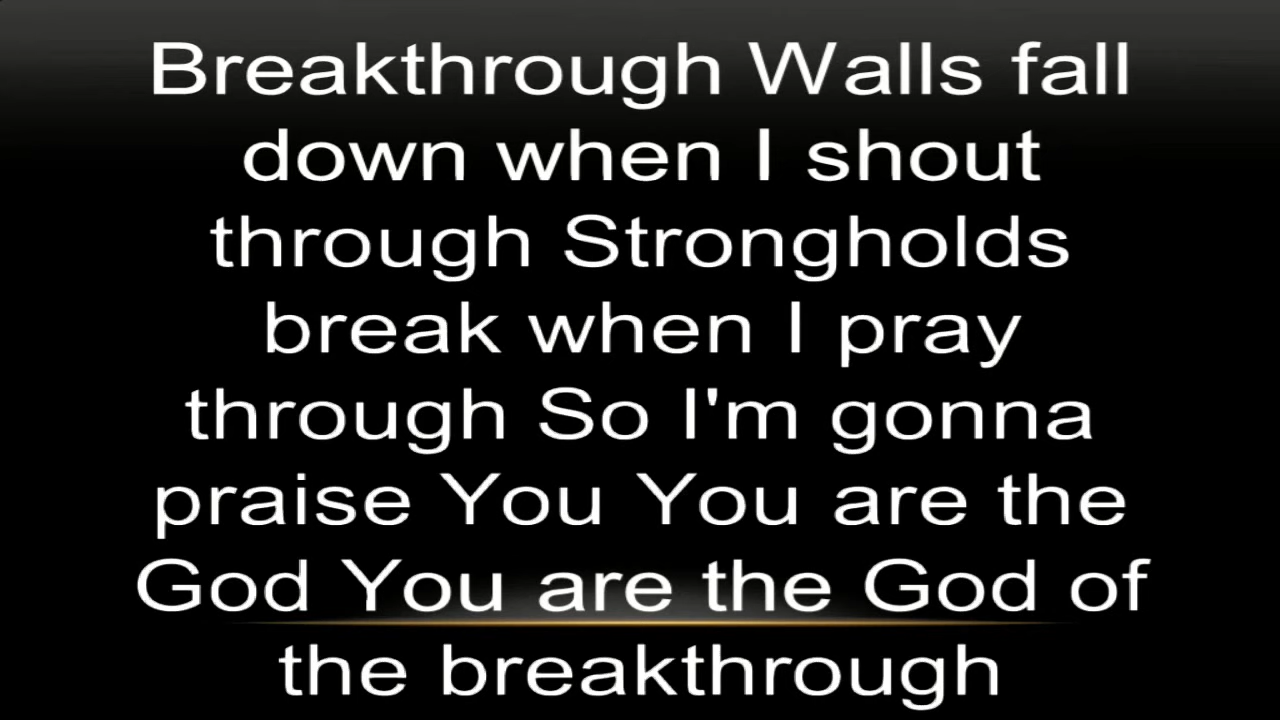 Breakthrough Walls fall
down when I shout
through Strongholds
break when I pray
through So I'm gonna
praise You You are the
God You are the God of
the breakthrough